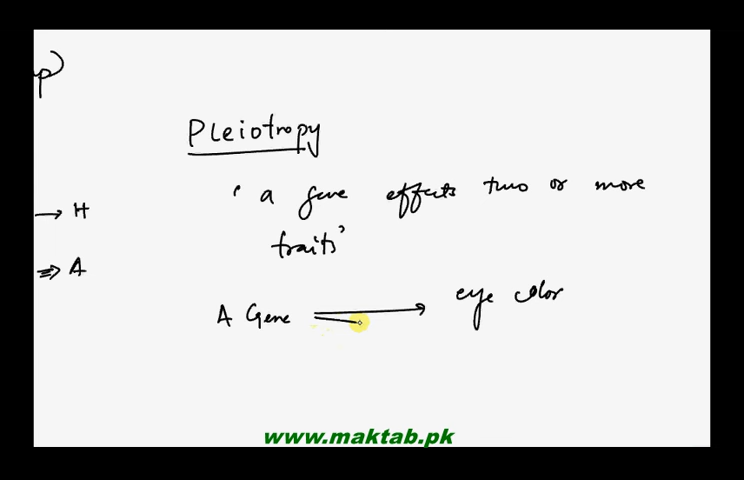 p)
Pleiotropy
→ H
' a gene effects two or more
traits'
⇒ A
A Gene → eye color
www.maktab.pk